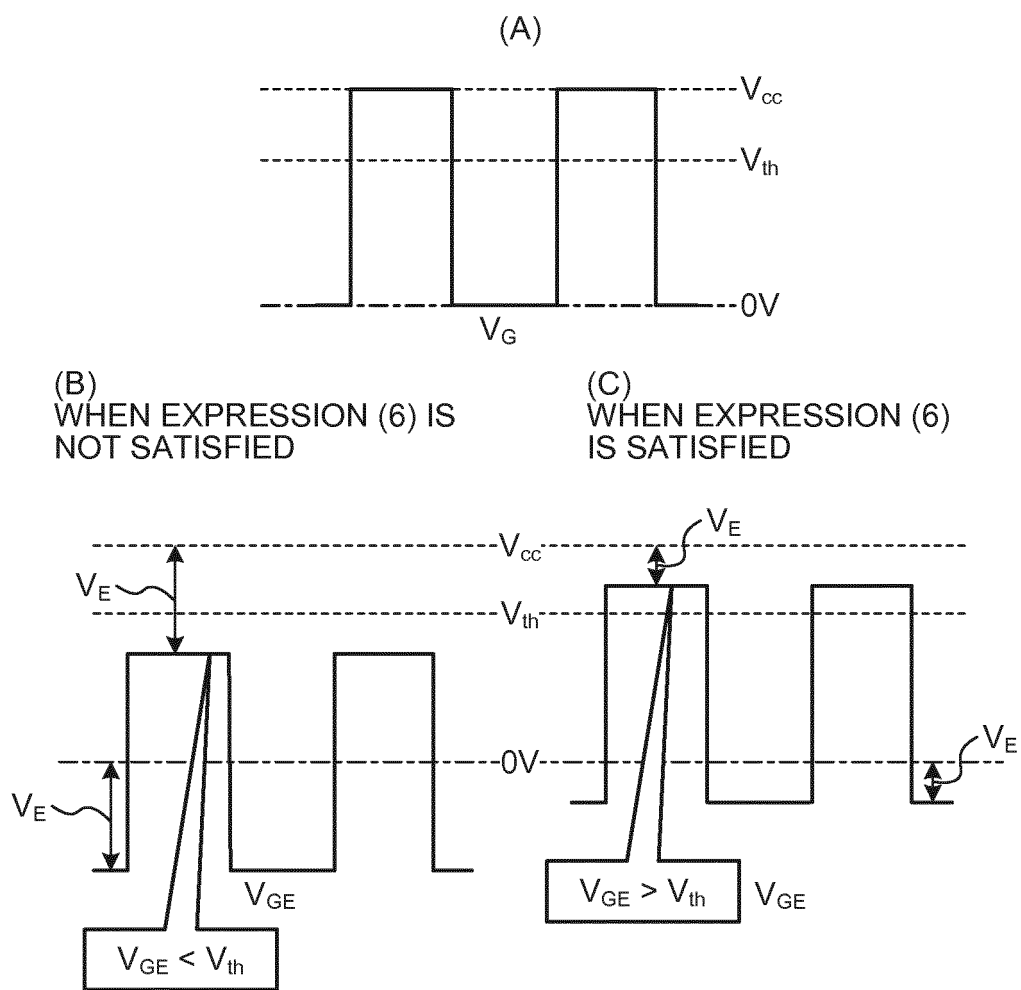 (A)
Vcc
Vth
0V
VG
(B)
WHEN EXPRESSION (6) IS
NOT SATISFIED
(C)
WHEN EXPRESSION (6)
IS SATISFIED
VE
Vcc
VE
Vth
0V
VE
VE
VGE
VGE < Vth
VGE > Vth
VGE